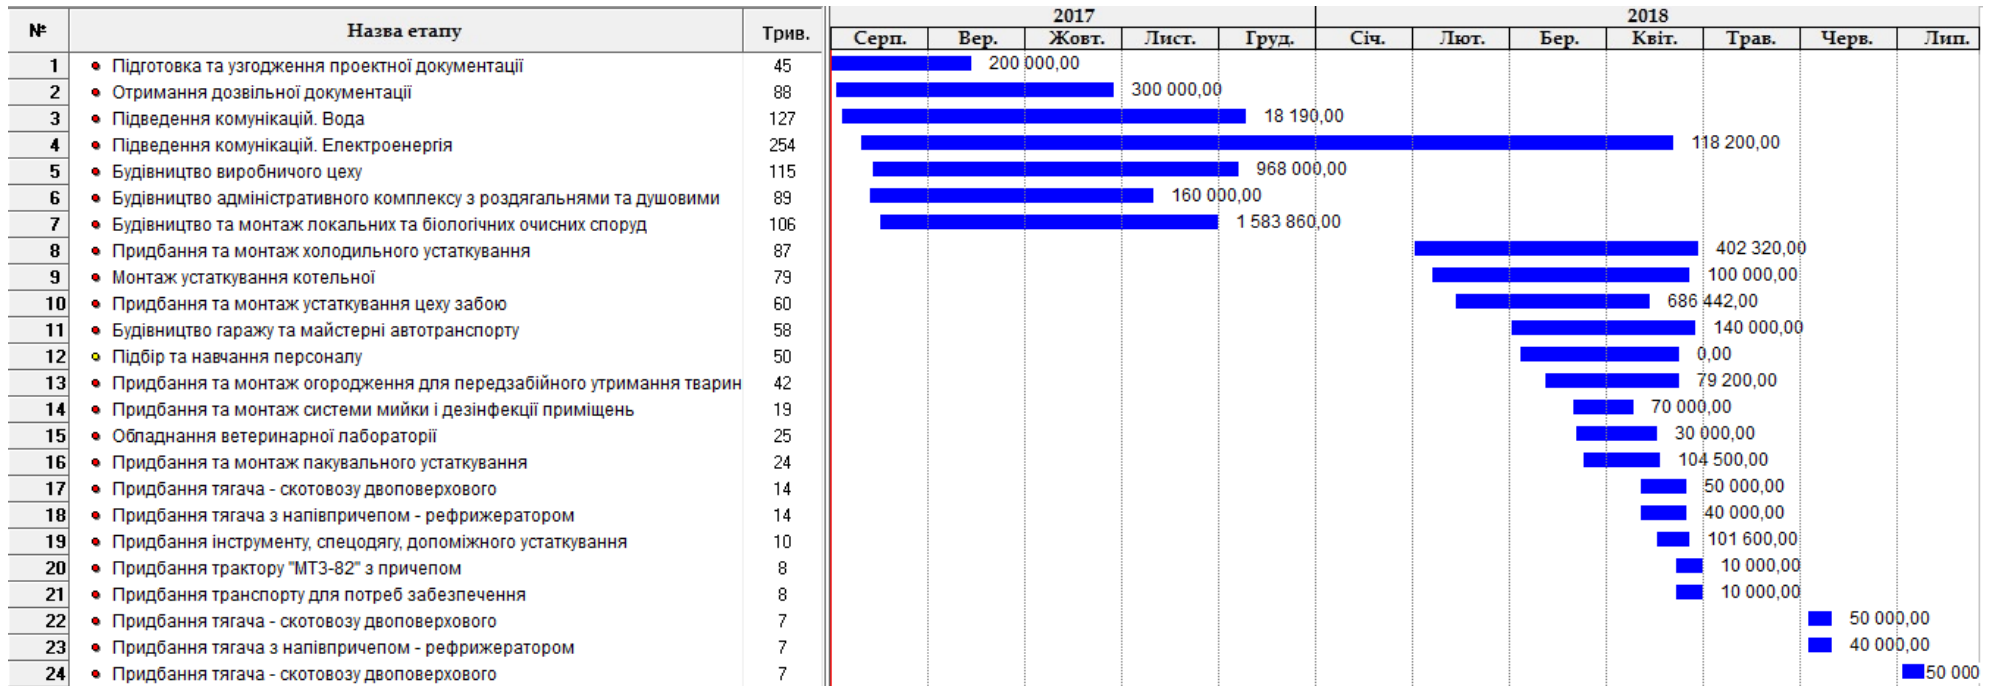 № Назва етапу Трив. 2017 2018
Серп. Вер. Жовт. Лист. Груд. Січ. Лют. Бер. Квіт. Трав. Черв. Лип.
1 Підготовка та узгодження проектної документації 45 200 000,00
2 Отримання дозвільної документації 88 300 000,00
3 Підведення комунікацій. Вода 127 18 190,00
4 Підведення комунікацій. Електроенергія 254 118 200,00
5 Будівництво виробничого цеху 115 968 000,00
6 Будівництво адміністративного комплексу з роздягальнями та душовими 89 160 000,00
7 Будівництво та монтаж локальних та біологічних очисних споруд 106 1 583 860,00
8 Придбання та монтаж холодильного устаткування 87 402 320,00
9 Монтаж устаткування котельної 79 100 000,00
10 Придбання та монтаж устаткування цеху забою 60 686 442,00
11 Будівництво гаражу та майстерні автотранспорту 58 140 000,00
12 Підбір та навчання персоналу 50 0,00
13 Придбання та монтаж огородження для передзабійного утримання тварин 42 79 200,00
14 Придбання та монтаж системи мийки і дезінфекції приміщень 19 70 000,00
15 Обладнання ветеринарної лабораторії 25 30 000,00
16 Придбання та монтаж пакувального устаткування 24 104 500,00
17 Придбання тягача - скотовозу двоповерхового 14 50 000,00
18 Придбання тягача з напівпричепом - рефрижератором 14 40 000,00
19 Придбання інструменту, спецодягу, допоміжного устаткування 10 101 600,00
20 Придбання трактору "МТЗ-82" з причепом 8 10 000,00
21 Придбання транспорту для потреб забезпечення 8 10 000,00
22 Придбання тягача - скотовозу двоповерхового 7 50 000,00
23 Придбання тягача з напівпричепом - рефрижератором 7 40 000,00
24 Придбання тягача - скотовозу двоповерхового 7 50 000